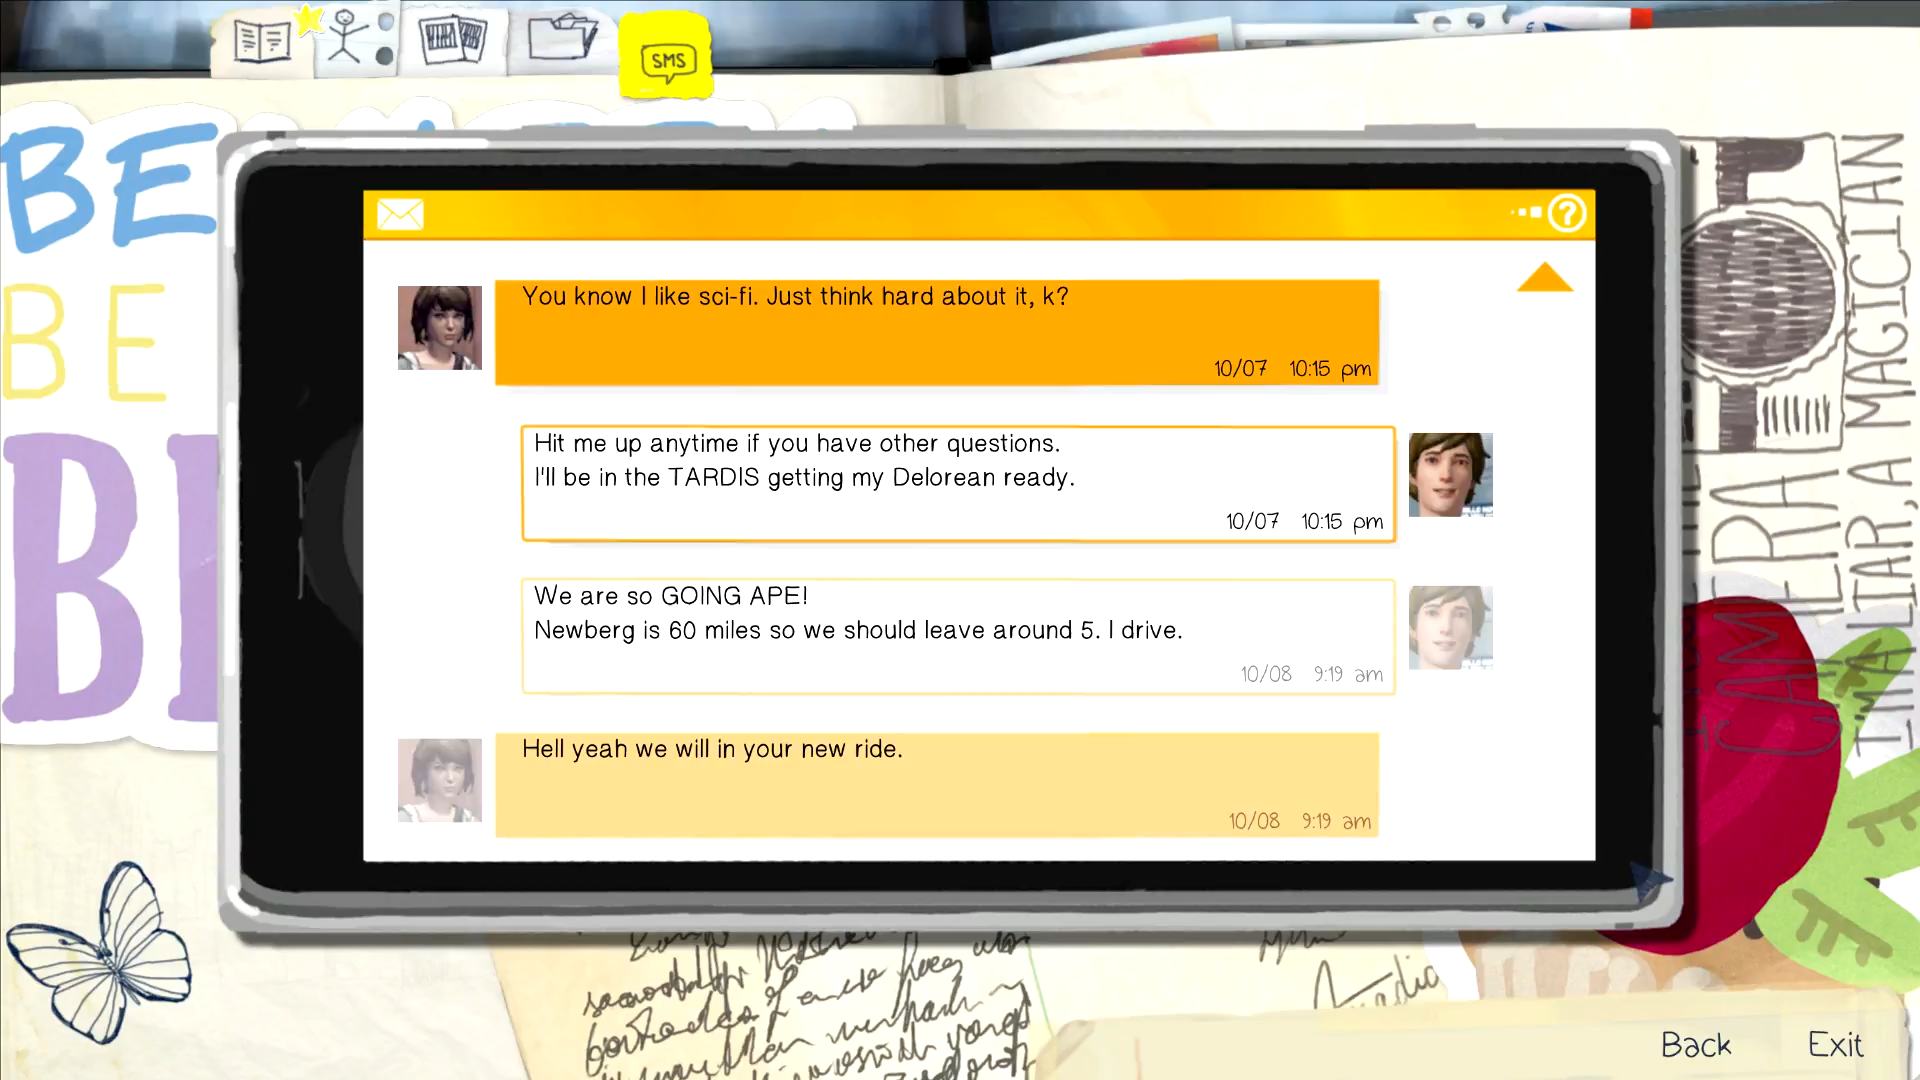 SMS
BE
BE
You know I like sci-fi. Just think hard about it, k?
10/07 10:15 pm
Hit me up anytime if you have other questions.
I'll be in the TARDIS getting my Delorean ready.
10/07 10:15 pm
We are so GOING APE!
Newberg is 60 miles so we should leave around 5. I drive.
10/08 9:19 am
Hell yeah we will in your new ride.
10/08 9:19 am
CAMERA
I'M A LIAR, A MAGICIAN
Back Exit